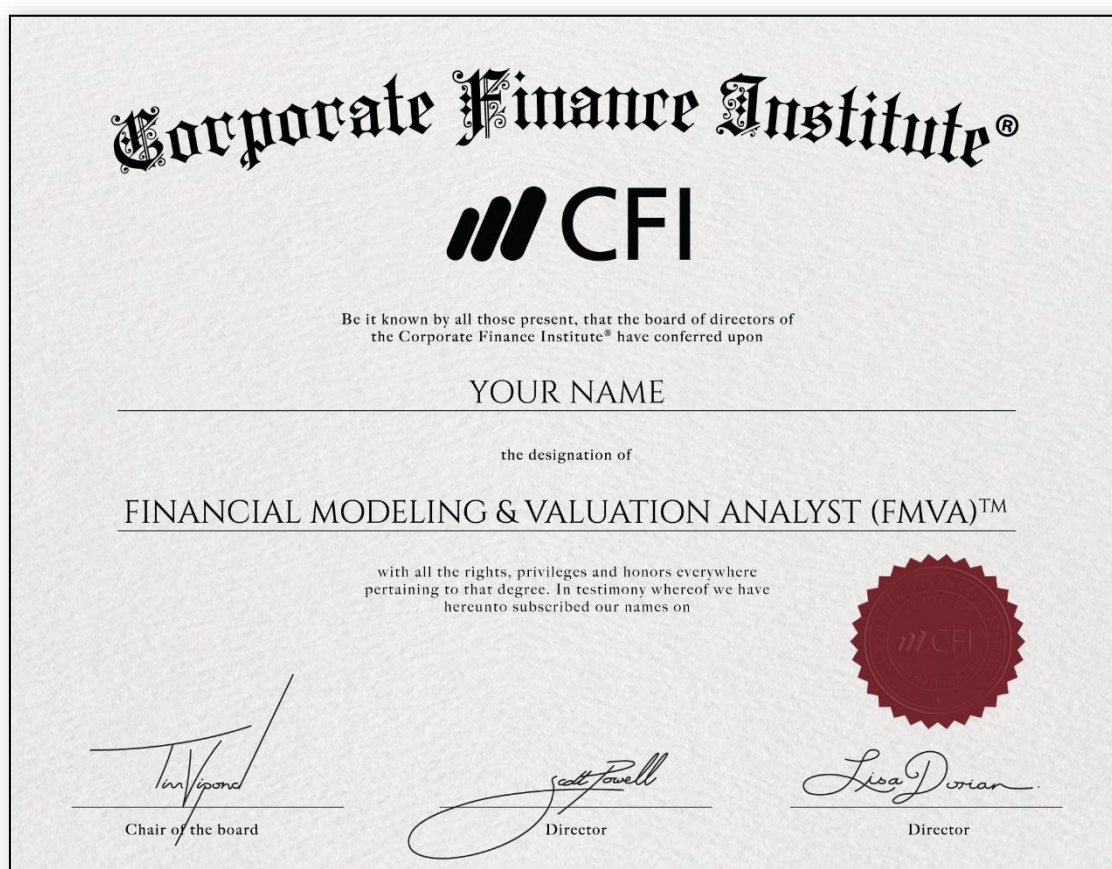 Corporate Finance Institute®
CFI
Be it known by all those present, that the board of directors of
the Corporate Finance Institute® have conferred upon
YOUR NAME
the designation of
FINANCIAL MODELING & VALUATION ANALYST (FMVA)™
with all the rights, privileges and honors everywhere
pertaining to that degree. In testimony whereof we have
hereunto subscribed our names on
CFI
Tim Vipond
Scott Powell
Lisa Dorian
Chair of the board
Director
Director